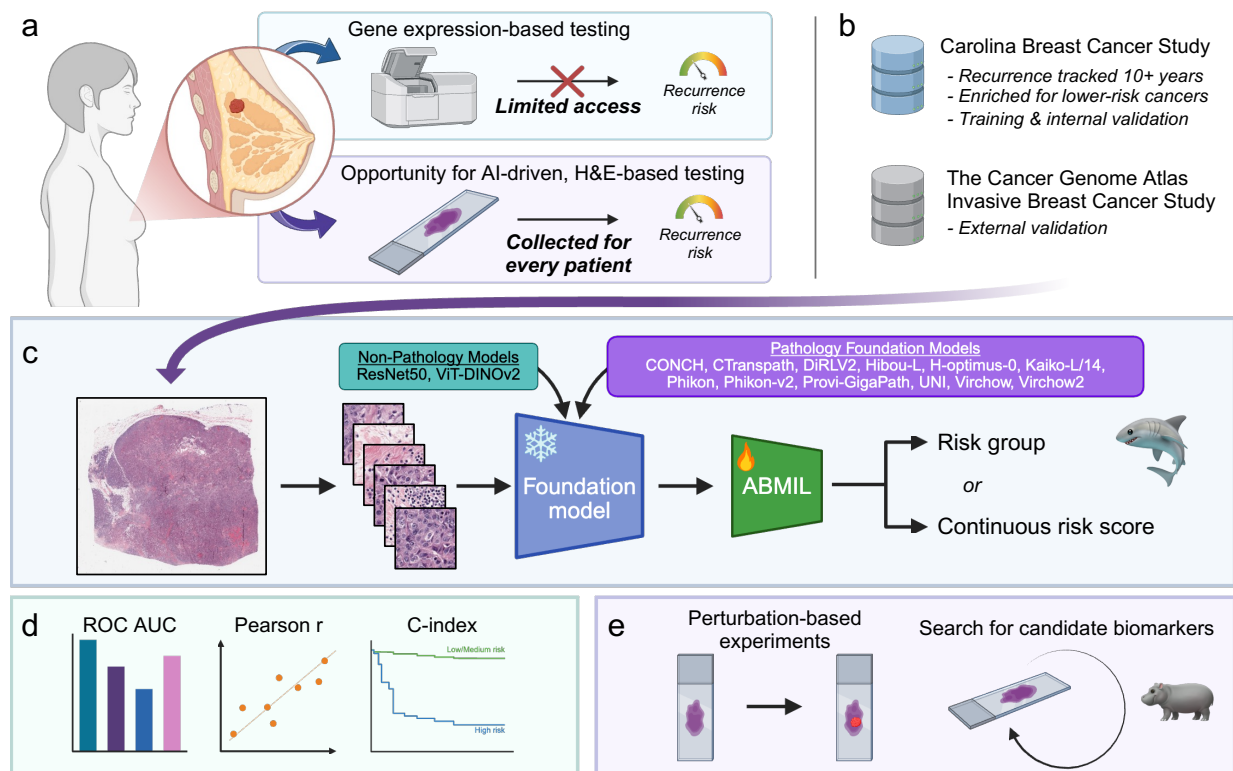 a
Gene expression-based testing
Limited access
Recurrence
risk
Opportunity for AI-driven, H&E-based testing
Collected for
every patient
Recurrence
risk
b
Carolina Breast Cancer Study
- Recurrence tracked 10+ years
- Enriched for lower-risk cancers
- Training & internal validation
The Cancer Genome Atlas
Invasive Breast Cancer Study
- External validation
c
Non-Pathology Models
ResNet50, ViT-DINOv2
Pathology Foundation Models
CONCH, CTranspath, DiRLV2, Hibou-L, H-optimus-0, Kaiko-L/14,
Phikon, Phikon-v2, Provi-GigaPath, UNI, Virchow, Virchow2
Foundation
model
ABMIL
Risk group
or
Continuous risk score
d
ROC AUC
Pearson r
C-index
Low/Medium risk
High risk
e
Perturbation-based
experiments
Search for candidate biomarkers